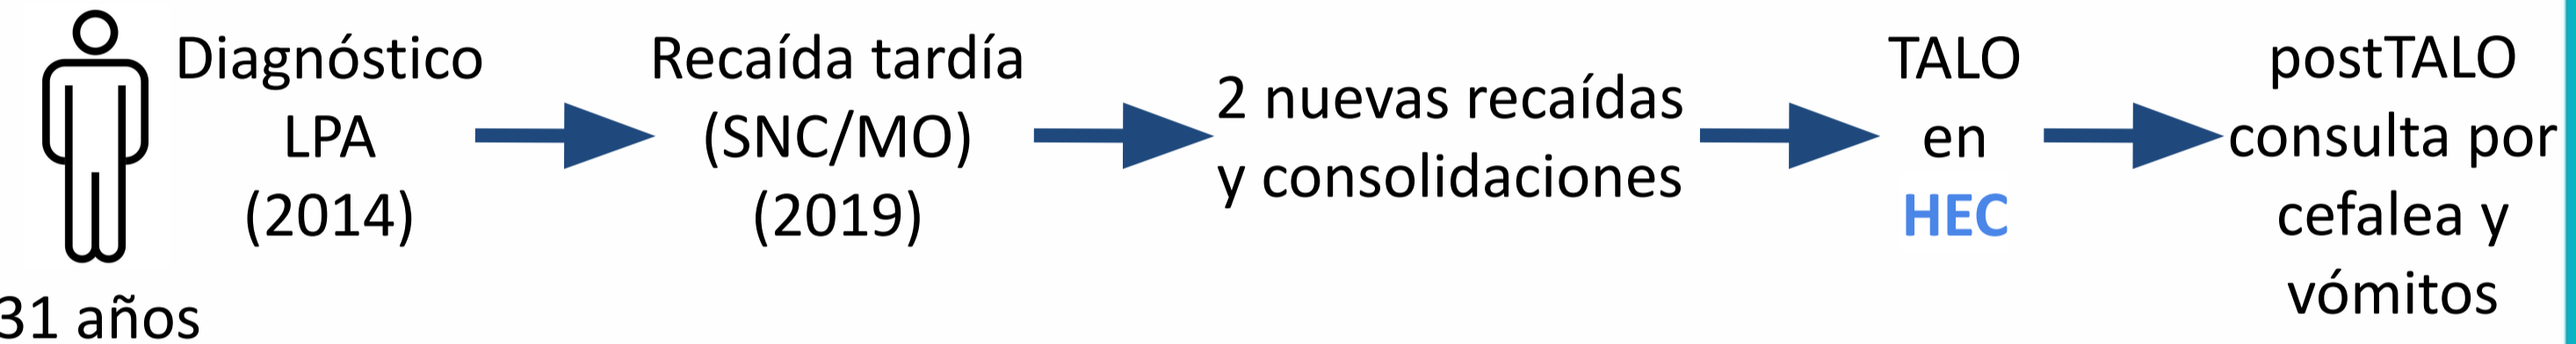 Diagnóstico
LPA
(2014)
31 años
Recaída tardía
(SNC/MO)
(2019)
2 nuevas recaídas
y consolidaciones
TALO
en
HEC
postTALO
consulta por
cefalea y
vómitos